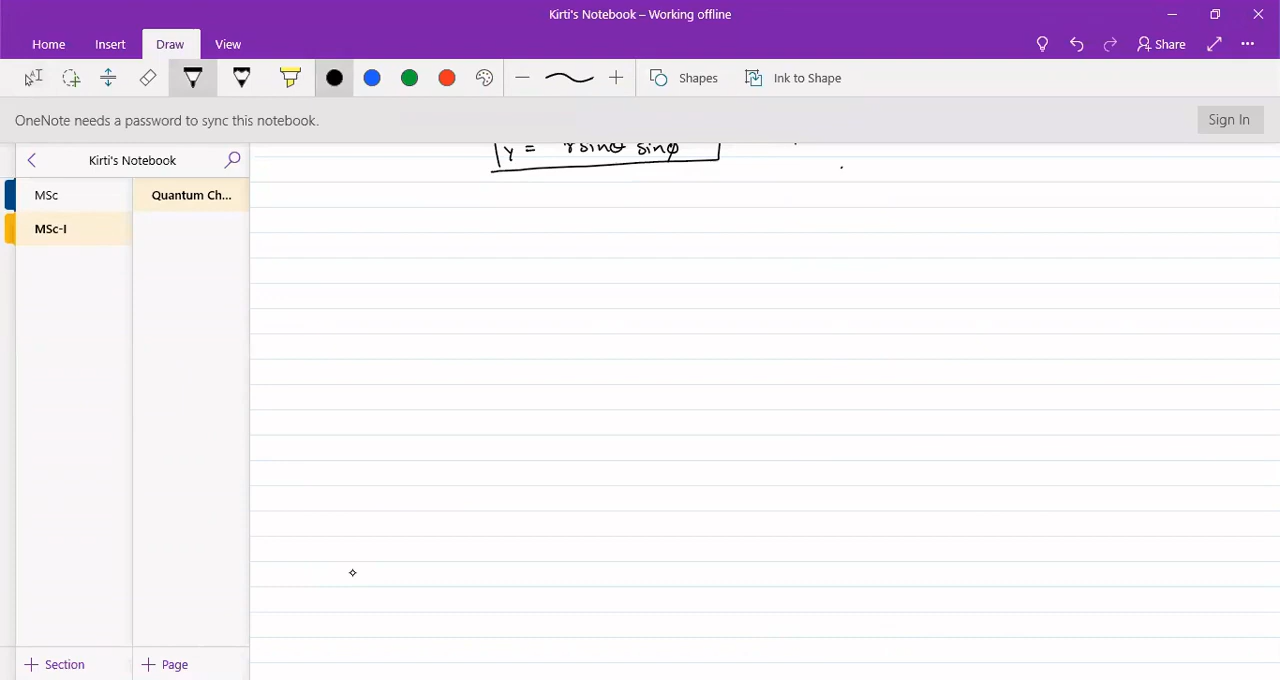 Kirti's Notebook – Working offline
Home Insert Draw View Share
Shapes Ink to Shape
OneNote needs a password to sync this notebook. Sign In
Kirti's Notebook
MSc Quantum Ch...
MSc-I
y = r sinθ sinφ
Section Page